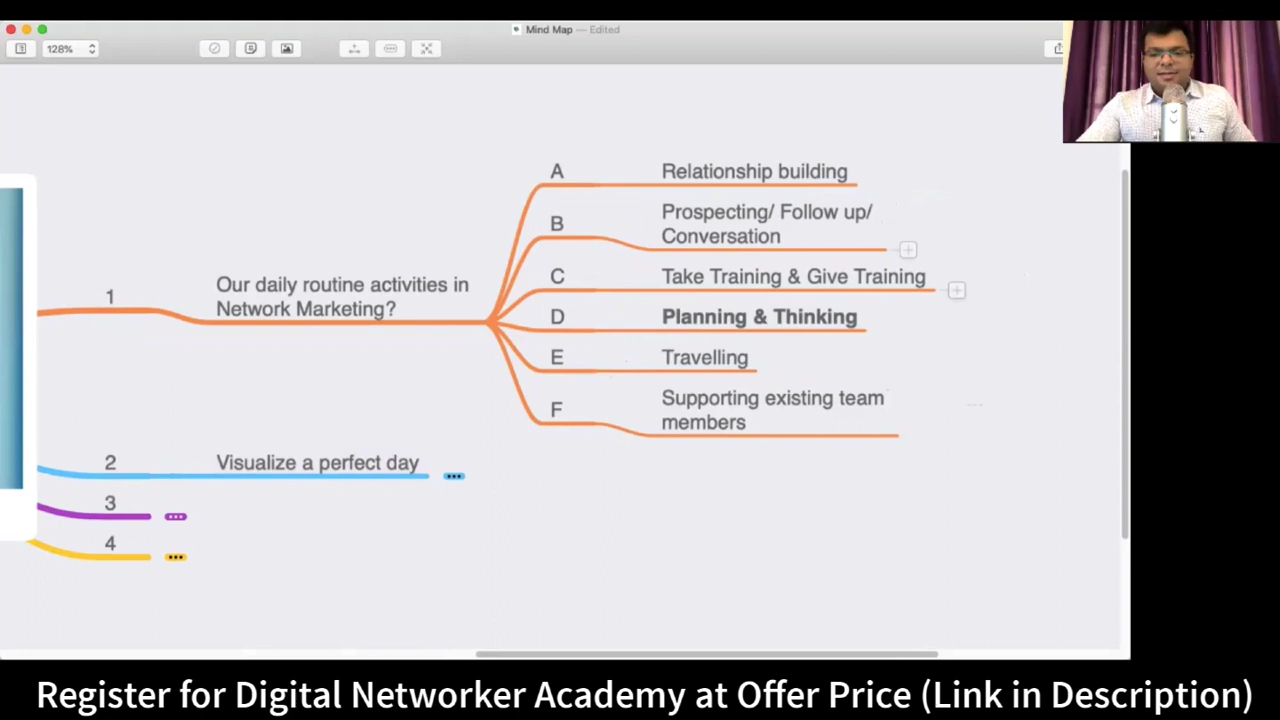 Mind Map — Edited
128%
A Relationship building
B Prospecting/ Follow up/
Conversation
C Take Training & Give Training
1 Our daily routine activities in
Network Marketing?
D Planning & Thinking
E Travelling
F Supporting existing team
members
2 Visualize a perfect day
3
4
Register for Digital Networker Academy at Offer Price (Link in Description)